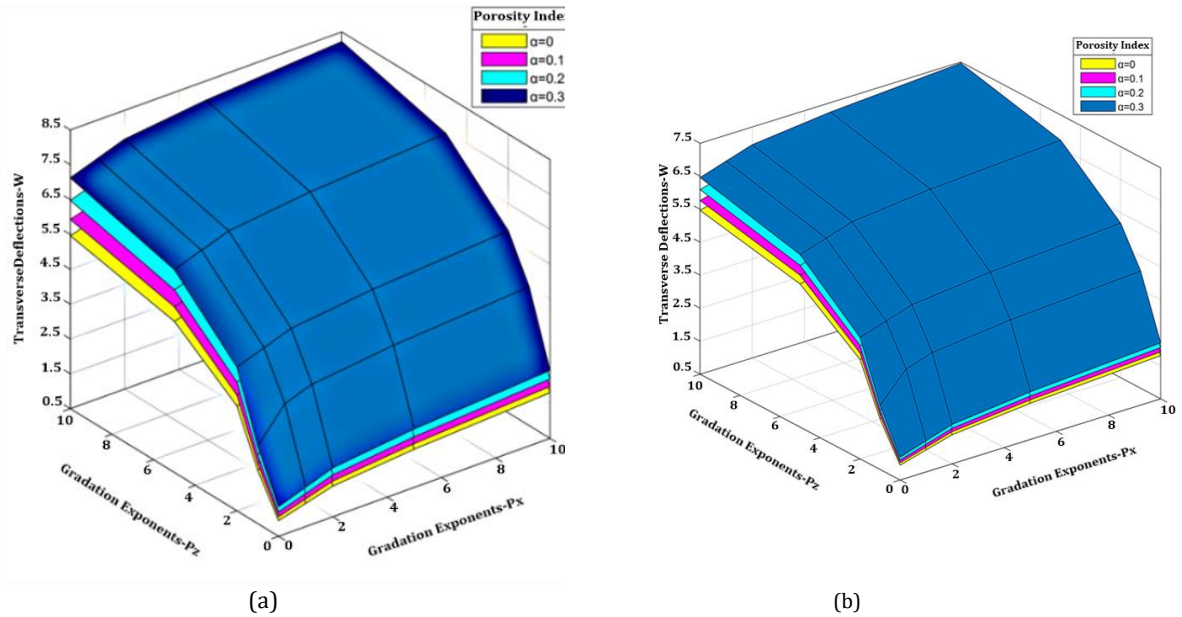 Porosity Inde
α=0
α=0.1
α=0.2
α=0.3
TransverseDeflections-W
8.5
7.5
6.5
5.5
4.5
3.5
2.5
1.5
0.5
10
8
6
4
2
0
Gradation Exponents-Pz
0
2
4
6
8
10
Gradation Exponents-Px
(a)
Porosity Index
α=0
α=0.1
α=0.2
α=0.3
Transverse Deflections-W
7.5
6.5
5.5
4.5
3.5
2.5
1.5
0.5
10
8
6
4
2
0
Gradation Exponents-Pz
0
2
4
6
8
10
Gradation Exponents-Px
(b)